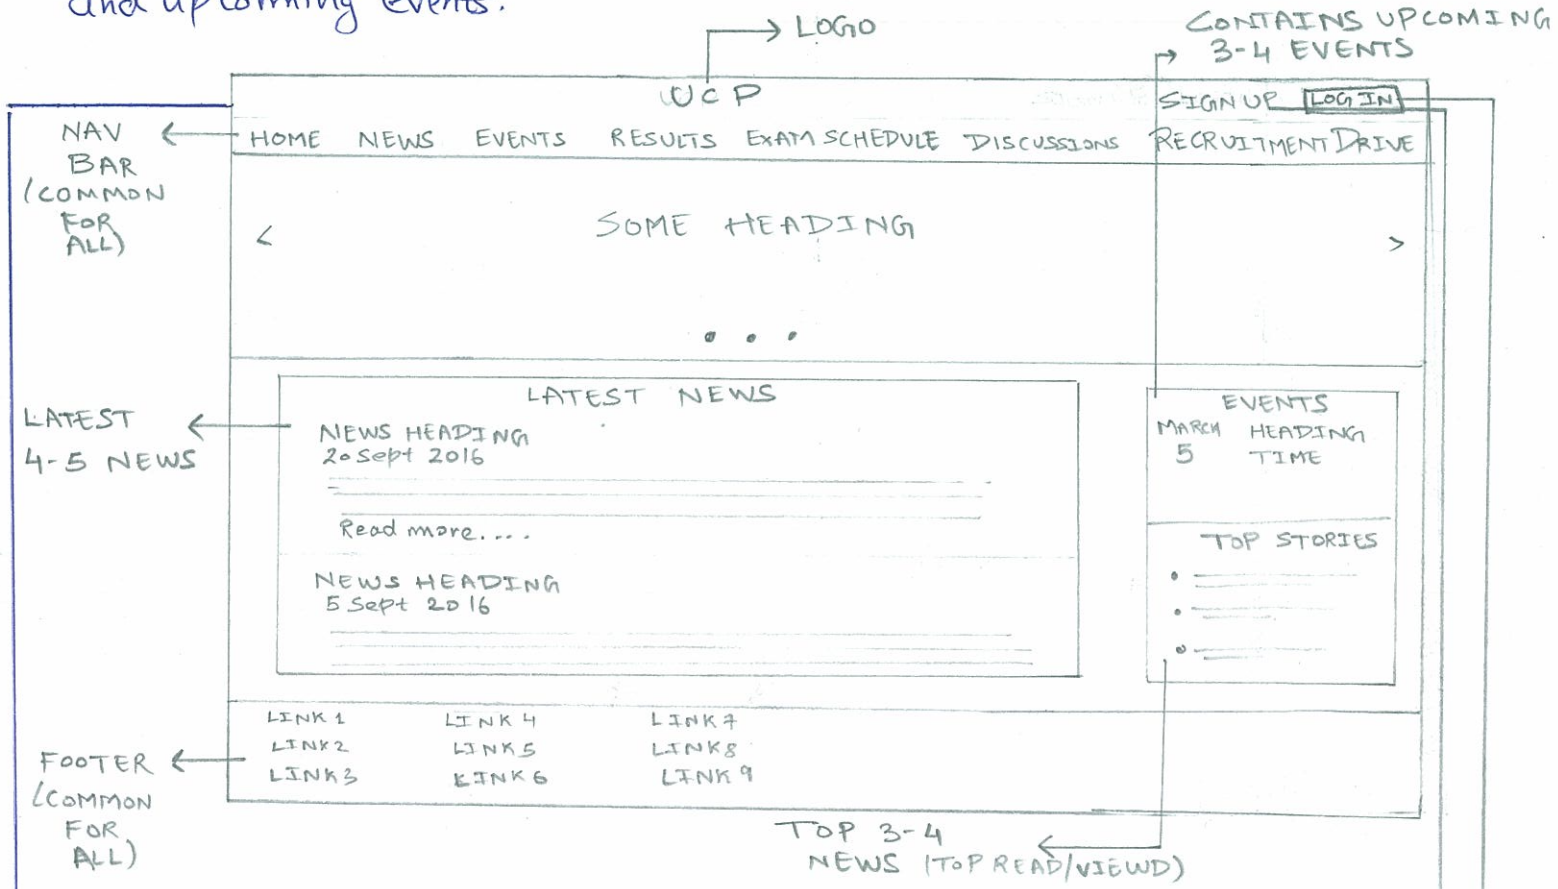 and upcoming events.
LOGO
CONTAINS UPCOMING
3-4 EVENTS
UCP
SIGN UP LOG IN
NAV
BAR
(COMMON
FOR
ALL)
HOME NEWS EVENTS RESULTS EXAM SCHEDULE DISCUSSIONS RECRUITMENT DRIVE
< SOME HEADING >
LATEST
4-5 NEWS
LATEST NEWS
NEWS HEADING
20 Sept 2016
Read more....
NEWS HEADING
5 Sept 2016
EVENTS
MARCH HEADING
5 TIME
TOP STORIES
FOOTER
(COMMON
FOR
ALL)
LINK 1 LINK 4 LINK 7
LINK 2 LINK 5 LINK 8
LINK 3 LINK 6 LINK 9
TOP 3-4
NEWS (TOP READ/VIEWD)